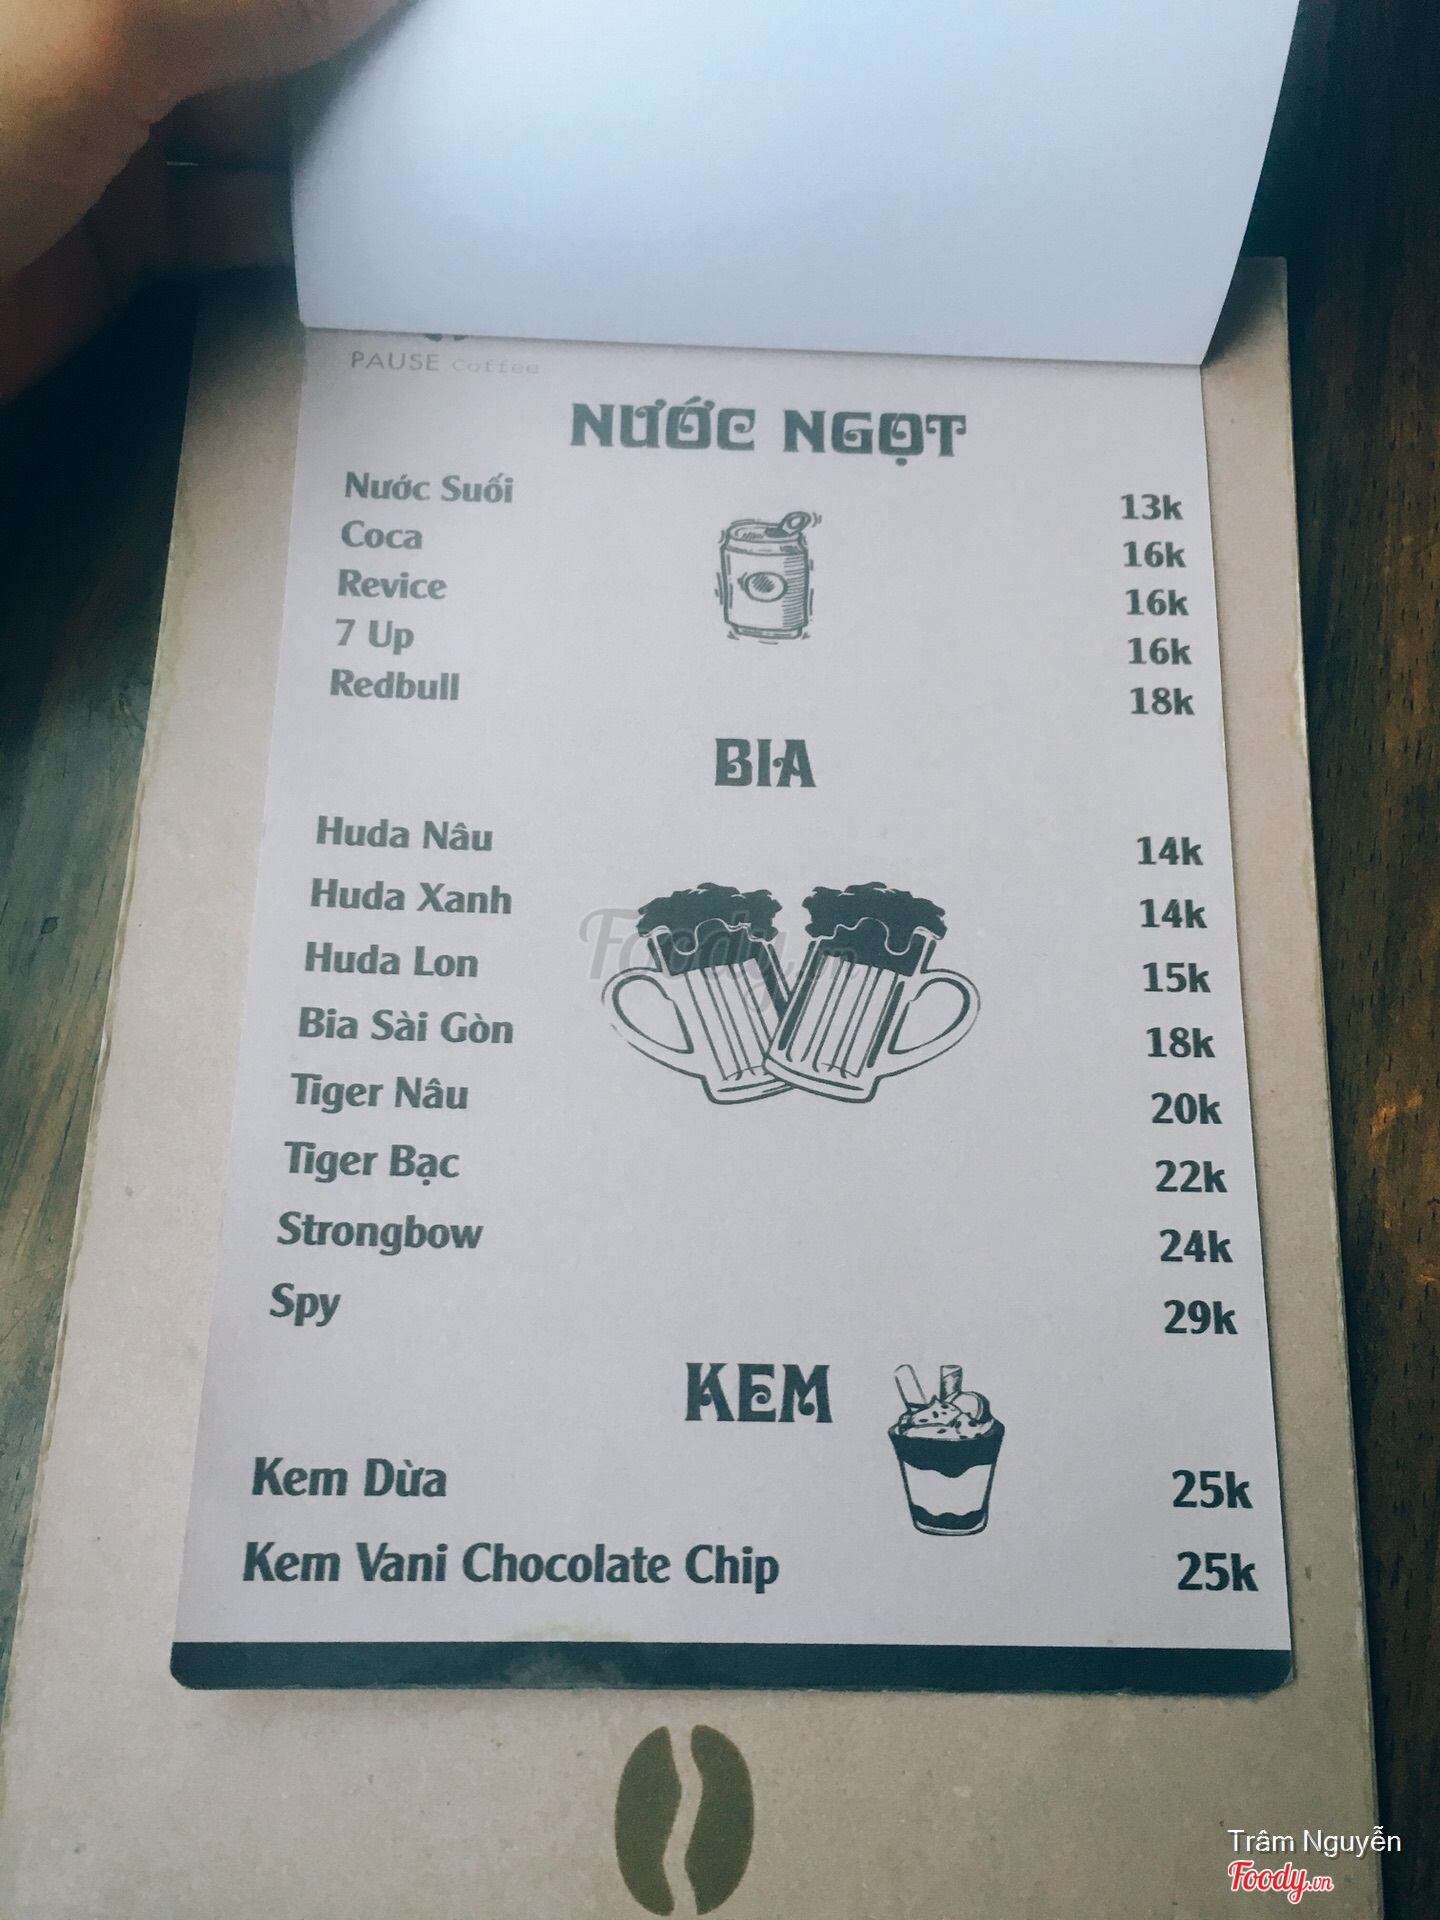 PAUSE Coffee
NƯỚC NGỌT
Nước Suối 13k
Coca 16k
Revice 16k
7 Up 16k
Redbull 18k
BIA
Huda Nâu 14k
Huda Xanh 14k
Huda Lon 15k
Bia Sài Gòn 18k
Tiger Nâu 20k
Tiger Bạc 22k
Strongbow 24k
Spy 29k
KEM
Kem Dừa 25k
Kem Vani Chocolate Chip 25k
Foody.vn
Trâm Nguyễn
Foody.vn